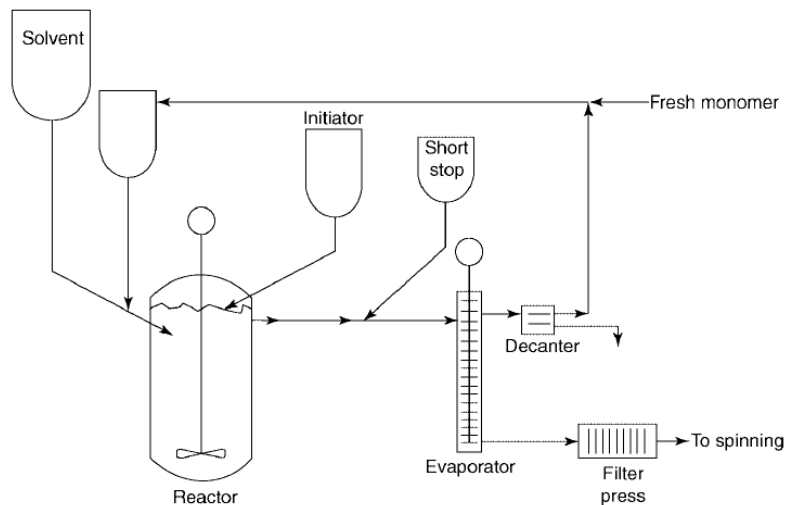 Solvent
Fresh monomer
Initiator
Short
stop
Decanter
To spinning
Evaporator
Filter
press
Reactor